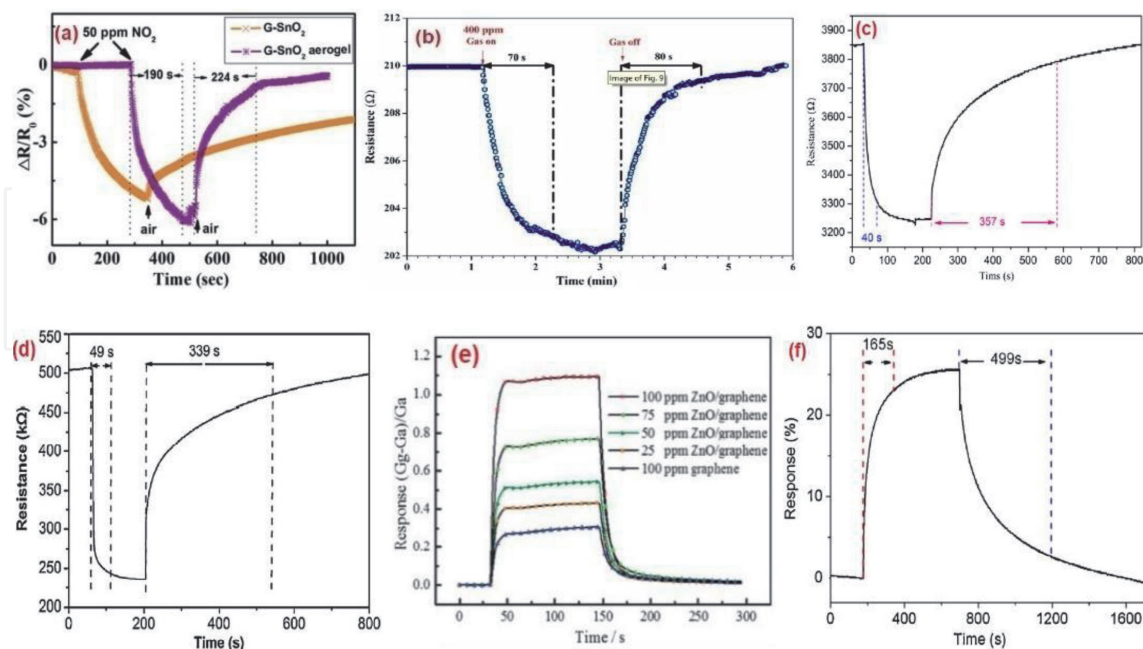 (a)
50 ppm NO2
G-SnO2
G-SnO2 aerogel
190 s
224 s
0
-3
-6
ΔR/R0 (%)
air
air
0 200 400 600 800 1000
Time (sec)
(b)
212
210
208
206
204
202
400 ppm
Gas on
70 s
Gas off
80 s
Image of Fig. 9
Resistance (Ω)
0 1 2 3 4 5 6
Time (min)
(c)
3900
3800
3700
3600
3500
3400
3300
3200
Resistance (Ω)
40 s
357 s
0 100 200 300 400 500 600 700 800
Tims (s)
(d)
550
500
450
400
350
300
250
200
49 s
339 s
Resistance (kΩ)
0 200 400 600 800
Time (s)
(e)
1.2
1.0
0.8
0.6
0.4
0.2
0.0
Response (Gg-Ga)/Ga
100 ppm ZnO/graphene
75 ppm ZnO/graphene
50 ppm ZnO/graphene
25 ppm ZnO/graphene
100 ppm graphene
0 50 100 150 200 250 300
Time / s
(f)
30
20
10
0
165s
499s
Response (%)
0 400 800 1200 1600
Time (s)